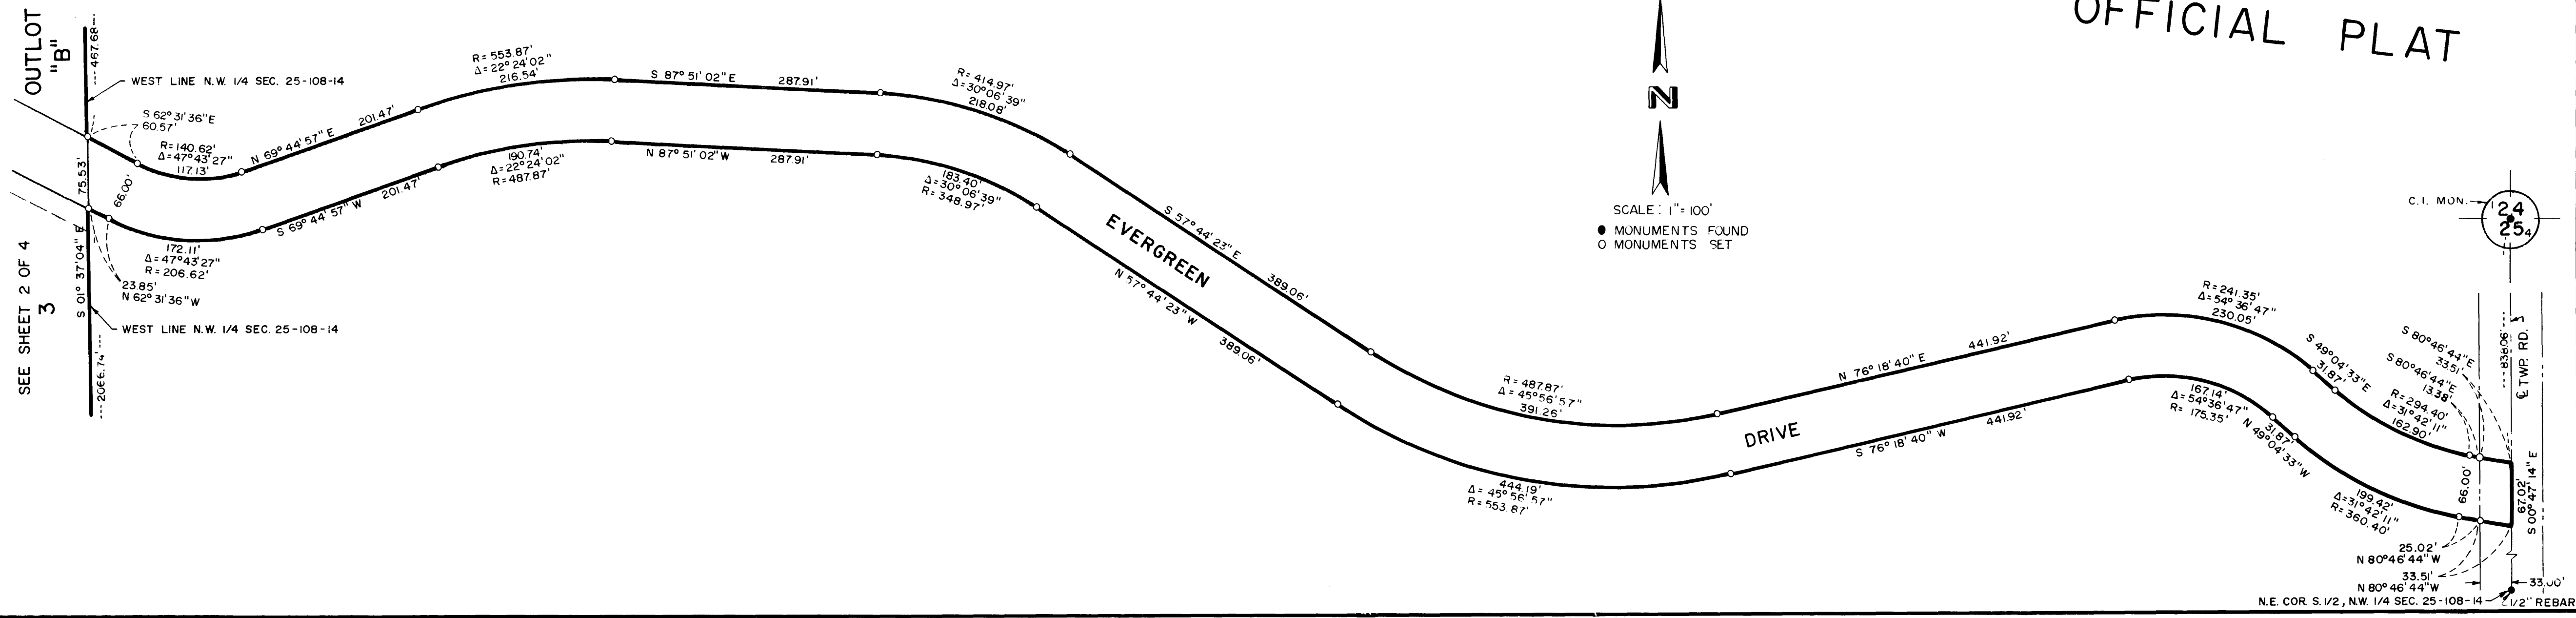 OFFICIAL PLAT
OUTLOT
"B"
467.68'
WEST LINE N.W. 1/4 SEC. 25-108-14
S 62° 31' 36" E
60.57'
R= 140.62'
Δ= 47° 43' 27"
117.13'
N 69° 44' 57" E
201.47'
R= 553.87'
Δ= 22° 24' 02"
216.54'
S 87° 51' 02" E
287.91'
R= 414.97'
Δ= 30° 06' 39"
218.08'
S 57° 44' 23" E
389.06'
R= 487.87'
Δ= 45° 56' 57"
391.26'
N 76° 18' 40" E
441.92'
R= 241.35'
Δ= 54° 36' 47"
230.05'
S 49° 04' 33" E
31.87'
S 80° 46' 44" E
33.51'
S 80° 46' 44" E
13.38'
R= 294.40'
Δ= 31° 42' 11"
162.90'
N
SCALE: 1" = 100'
● MONUMENTS FOUND
○ MONUMENTS SET
C.I. MON.
1 24
25 4
838.06'
℄ TWP. RD.
75.53'
66.00'
EVERGREEN
DRIVE
SEE SHEET 2 OF 4
3
S 01° 37' 04" E
2066.74'
WEST LINE N.W. 1/4 SEC. 25-108-14
23.85'
N 62° 31' 36" W
172.11'
Δ= 47° 43' 27"
R= 206.62'
S 69° 44' 57" W
201.47'
190.74'
Δ= 22° 24' 02"
R= 487.87'
N 87° 51' 02" W
287.91'
183.40'
Δ= 30° 06' 39"
R= 348.97'
N 57° 44' 23" W
389.06'
444.19'
Δ= 45° 56' 57"
R= 553.87'
S 76° 18' 40" W
441.92'
167.14'
Δ= 54° 36' 47"
R= 175.35'
31.87'
N 49° 04' 33" W
199.42'
Δ= 31° 42' 11"
R= 360.40'
66.00'
67.02'
S 00° 47' 14" E
25.02'
N 80° 46' 44" W
33.51'
N 80° 46' 44" W
33.00'
N.E. COR. S.1/2, N.W. 1/4 SEC. 25-108-14
1/2" REBAR